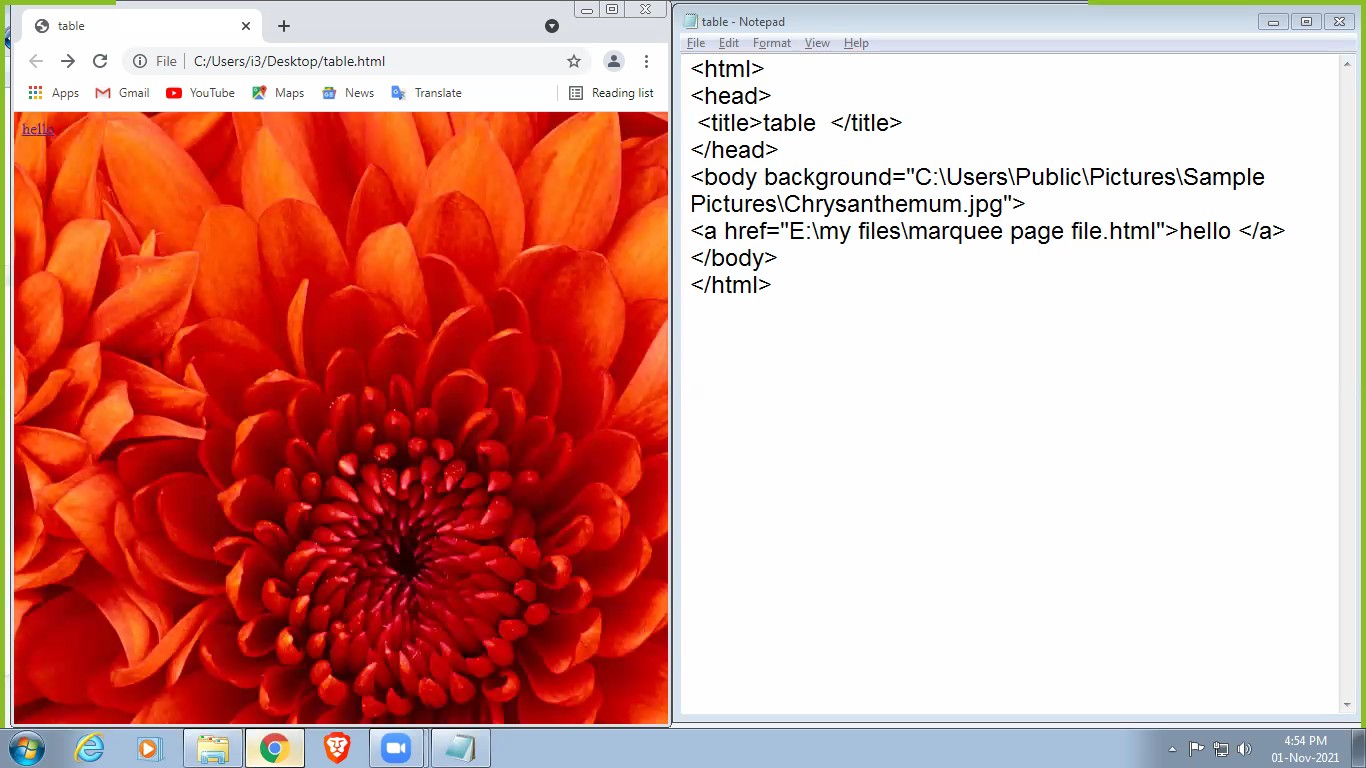 table
File C:/Users/i3/Desktop/table.html
Apps Gmail YouTube Maps News Translate Reading list
hello
table - Notepad
File Edit Format View Help
<html>
<head>
<title>table  </title>
</head>
<body background="C:\Users\Public\Pictures\Sample
Pictures\Chrysanthemum.jpg">
<a href="E:\my files\marquee page file.html">hello </a>
</body>
</html>
4:54 PM
01-Nov-2021